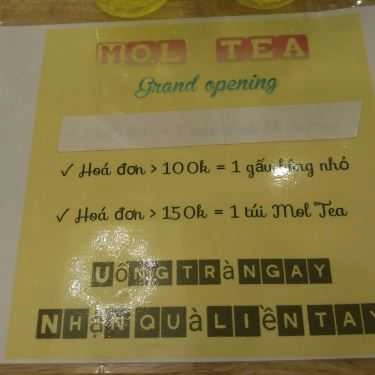 MOL TEA
Grand opening
✓ Hoá đơn > 100k = 1 gấu bông nhỏ
✓ Hoá đơn > 150k = 1 túi Mol Tea
UỐNG TRÀ NGAY
NHẬN QUÀ LIỀN TAY